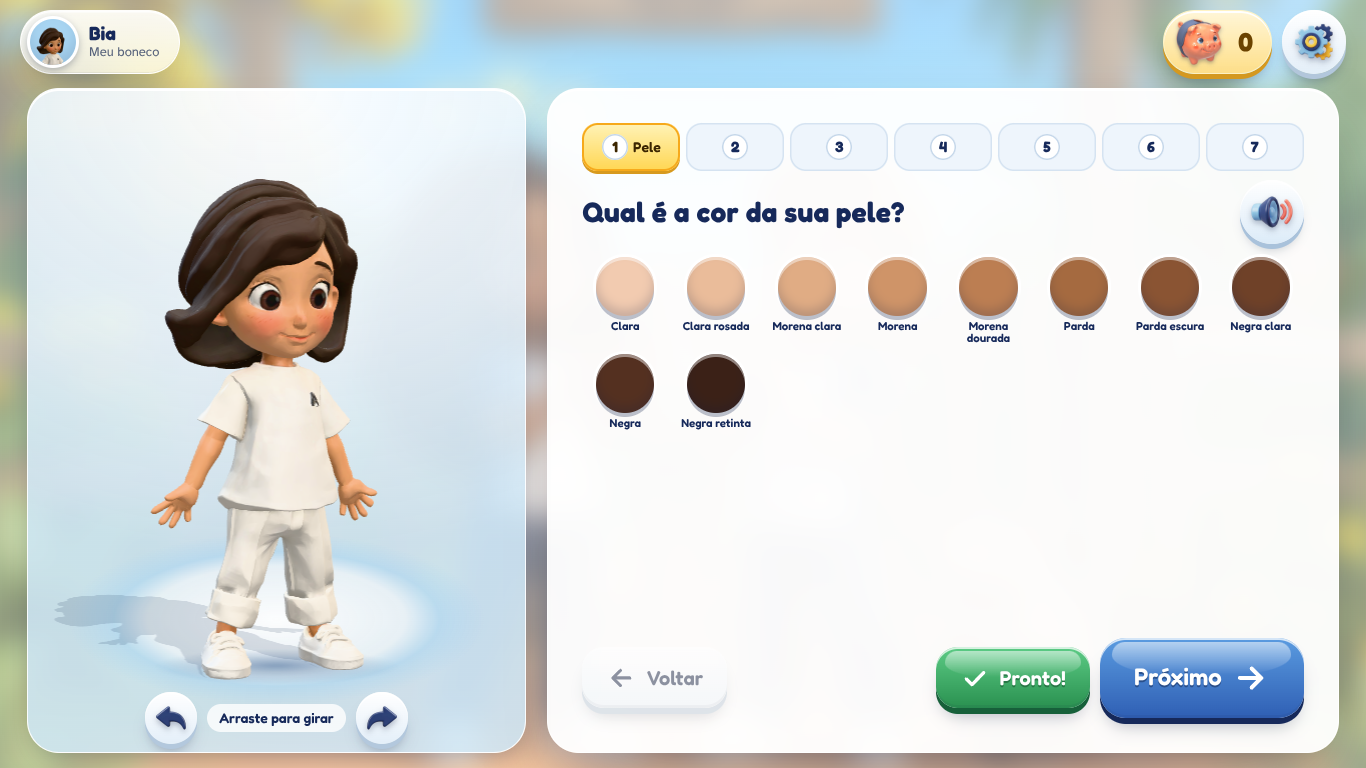 Bia
Meu boneco
0
1 Pele
2
3
4
5
6
7
Qual é a cor da sua pele?
Clara
Clara rosada
Morena clara
Morena
Morena
dourada
Parda
Parda escura
Negra clara
Negra
Negra retinta
Arraste para girar
Voltar
Pronto!
Próximo